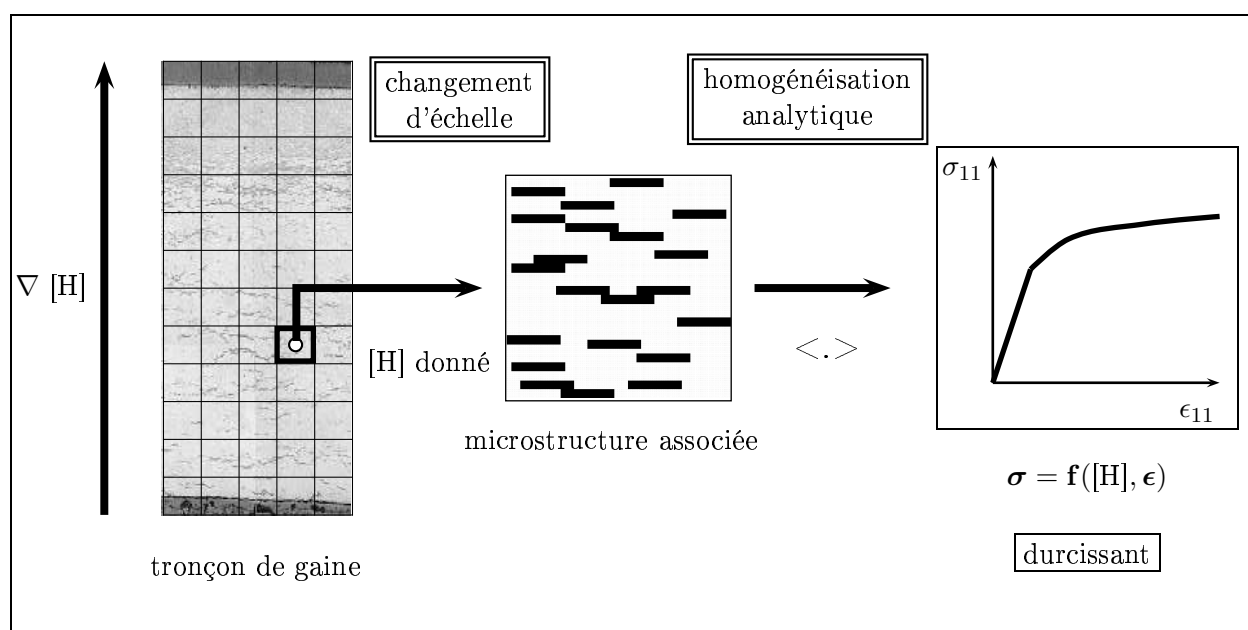 changement
d'échelle
homogénéisation
analytique
σ11
∇ [H]
[H] donné
<.>
ϵ11
microstructure associée
σ = f([H], ϵ)
tronçon de gaine
durcissant